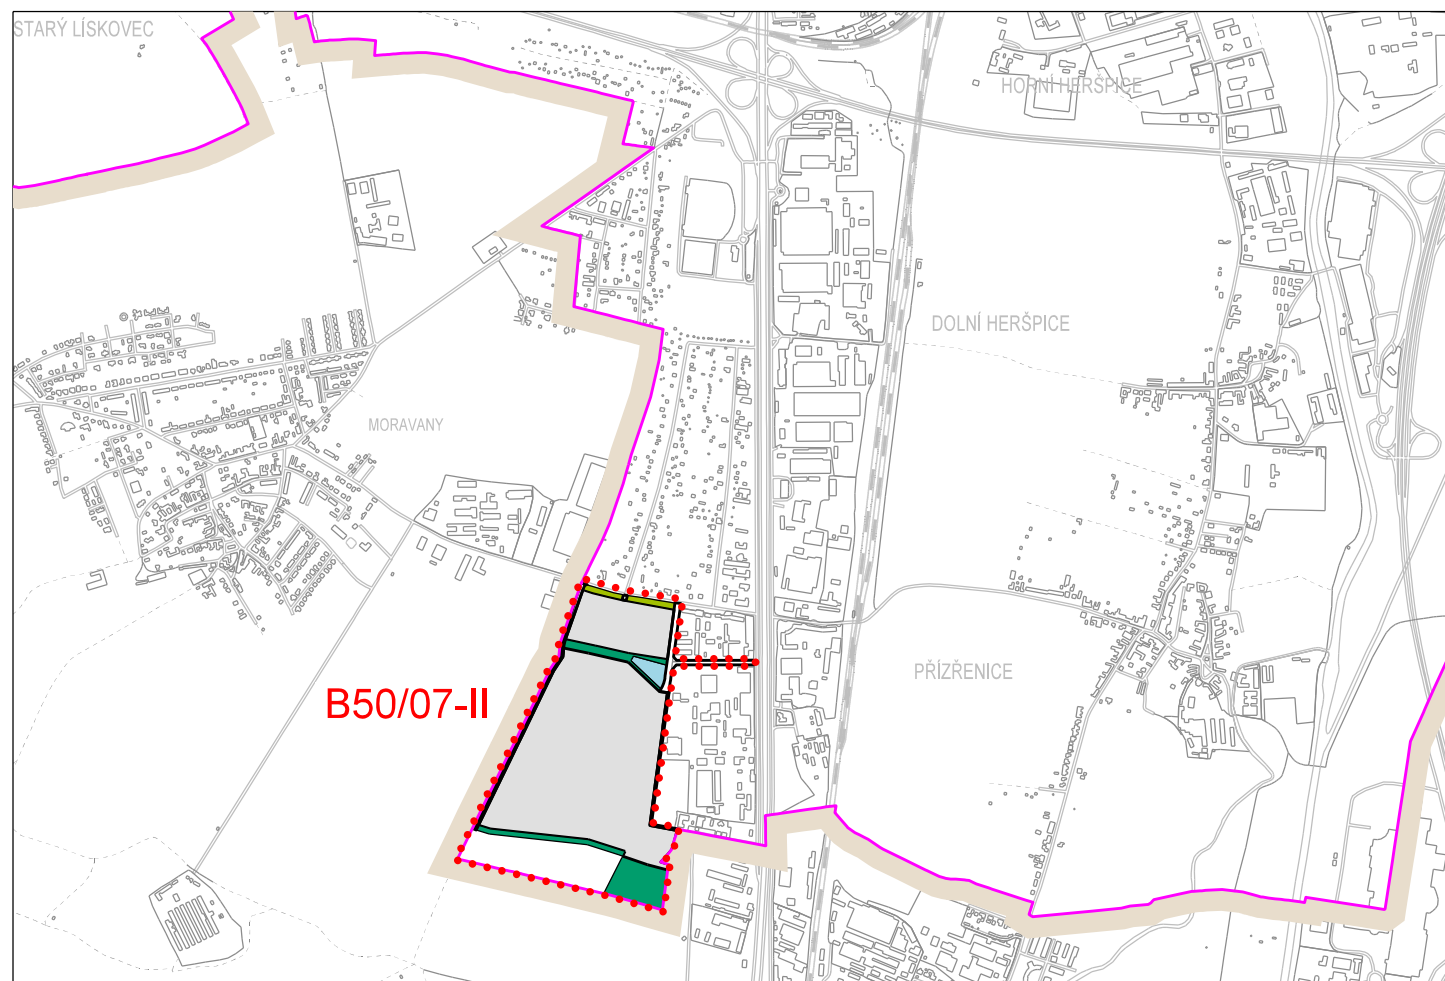 STARÝ LÍSKOVEC
HORNÍ HERŠPICE
DOLNÍ HERŠPICE
MORAVANY
PŘÍZŘENICE
B50/07-II